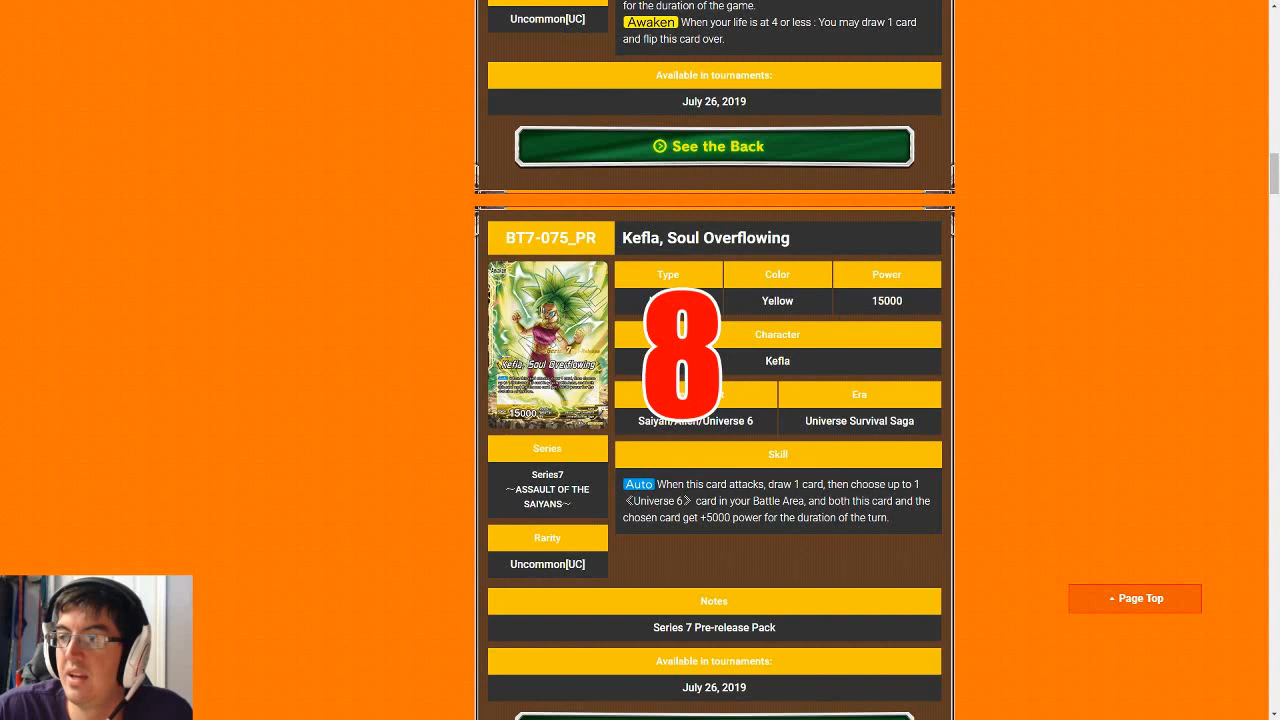 for the duration of the game.
Uncommon[UC]
Awaken When your life is at 4 or less : You may draw 1 card
and flip this card over.
Available in tournaments:
July 26, 2019
See the Back
BT7-075_PR
Kefla, Soul Overflowing
Type
Color
Power
Yellow
15000
Character
Kefla
8
Era
Saiyan/Alien/Universe 6
Universe Survival Saga
Kefla, Soul Overflowing
15000
Series
Skill
Series7
～ASSAULT OF THE
SAIYANS～
Auto When this card attacks, draw 1 card, then choose up to 1
《Universe 6》 card in your Battle Area, and both this card and the
chosen card get +5000 power for the duration of the turn.
Rarity
Uncommon[UC]
Notes
Page Top
Series 7 Pre-release Pack
Available in tournaments:
July 26, 2019